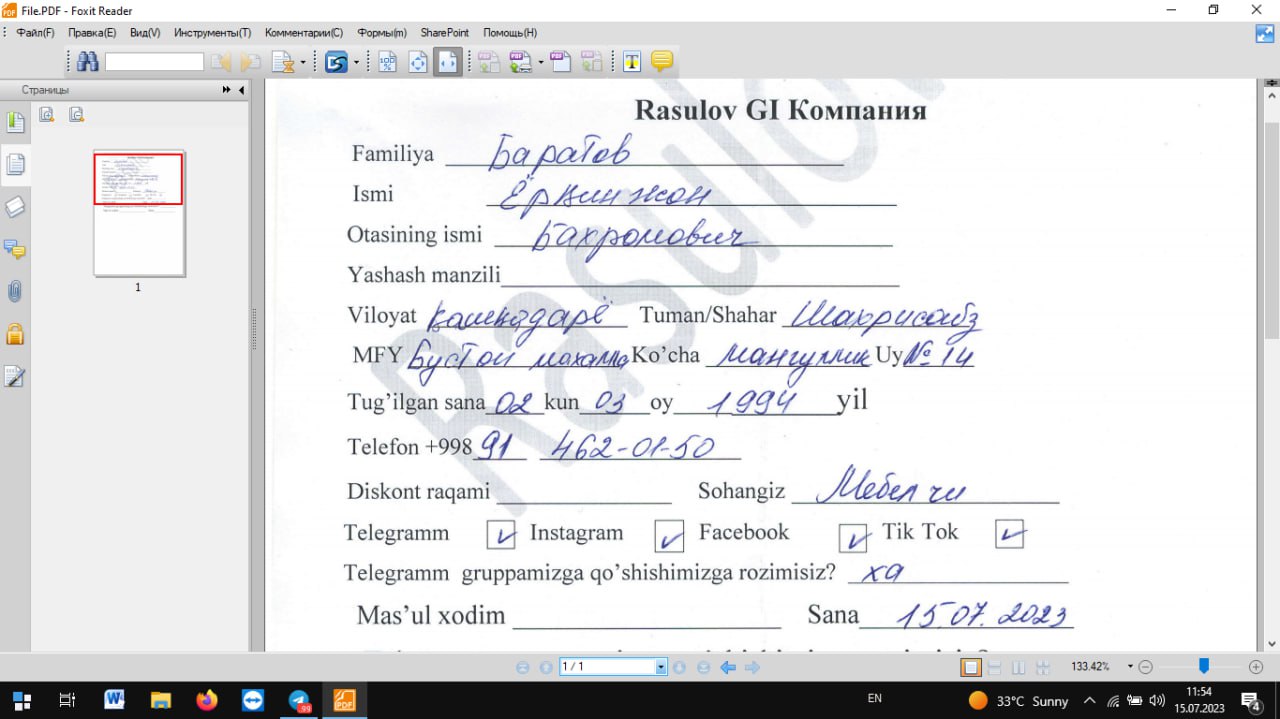 File.PDF - Foxit Reader
Файл(F) Правка(E) Вид(V) Инструменты(T) Комментарии(C) Формы(m) SharePoint Помощь(H)
Страницы
1
Rasulov GI Компания
Familiya Баратов
Ismi Ёркинжон
Otasining ismi Бахромович
Yashash manzili
Viloyat Қашқадарё Tuman/Shahar Шахрисабз
MFY Бустон махалла Ko’cha Мангуллик Uy № 14
Tug’ilgan sana 02 kun 03 oy 1994 yil
Telefon +998 91 462-01-50
Diskont raqami Sohangiz Мебелчи
Telegramm Instagram Facebook Tik Tok
Telegramm gruppamizga qo’shishimizga rozimisiz? ха
Mas’ul xodim Sana 15.07.2023
1 / 1 133.42%
EN 33°C Sunny 11:54
15.07.2023